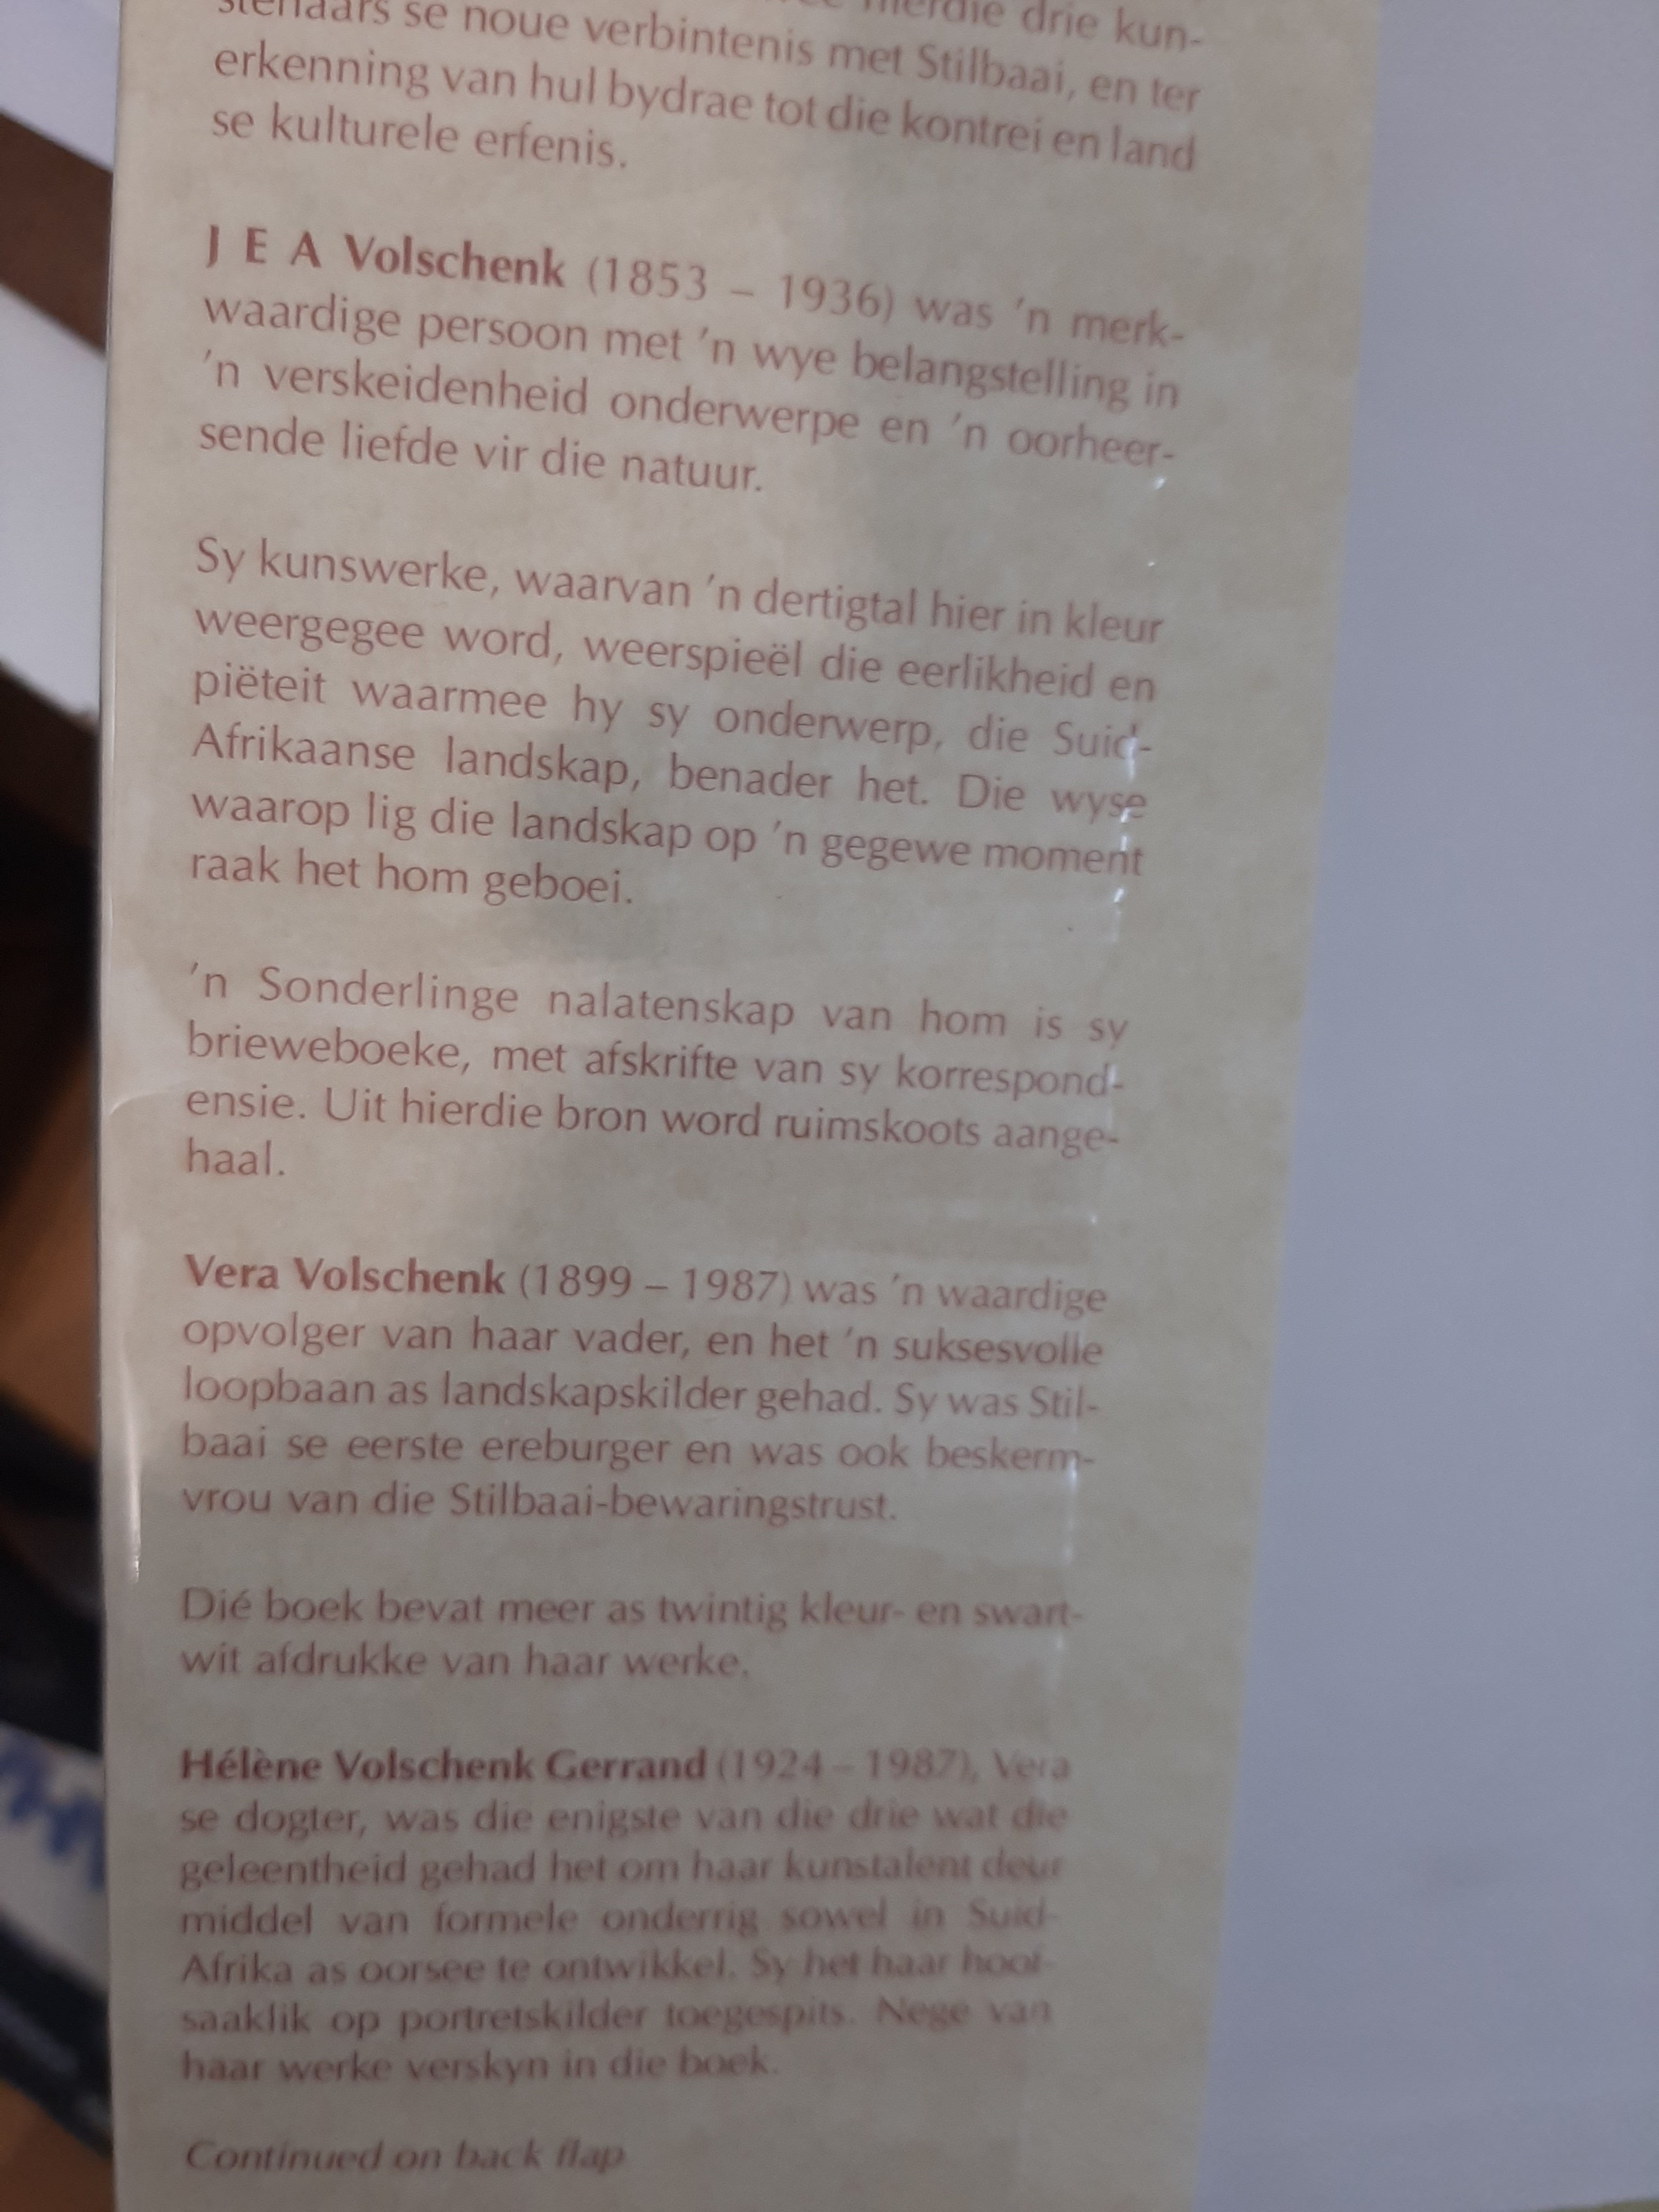 hierdie drie kun-
stenaars se noue verbintenis met Stilbaai, en ter
erkenning van hul bydrae tot die kontrei en land
se kulturele erfenis.
J E A Volschenk (1853 – 1936) was 'n merk-
waardige persoon met 'n wye belangstelling in
'n verskeidenheid onderwerpe en 'n oorheer-
sende liefde vir die natuur.
Sy kunswerke, waarvan 'n dertigtal hier in kleur
weergegee word, weerspieël die eerlikheid en
piëteit waarmee hy sy onderwerp, die Suid-
Afrikaanse landskap, benader het. Die wyse
waarop lig die landskap op 'n gegewe moment
raak het hom geboei.
'n Sonderlinge nalatenskap van hom is sy
brieweboeke, met afskrifte van sy korrespond-
ensie. Uit hierdie bron word ruimskoots aange-
haal.
Vera Volschenk (1899 – 1987) was 'n waardige
opvolger van haar vader, en het 'n suksesvolle
loopbaan as landskapskilder gehad. Sy was Stil-
baai se eerste ereburger en was ook beskerm-
vrou van die Stilbaai-bewaringstrust.
Dié boek bevat meer as twintig kleur- en swart-
wit afdrukke van haar werke.
Hélène Volschenk Gerrand (1924 – 1987), Vera
se dogter, was die enigste van die drie wat die
geleentheid gehad het om haar kunstalent deur
middel van formele onderrig sowel in Suid-
Afrika as oorsee te ontwikkel. Sy het haar hoof-
saaklik op portretskilder toegespits. Nege van
haar werke verskyn in die boek.
Continued on back flap